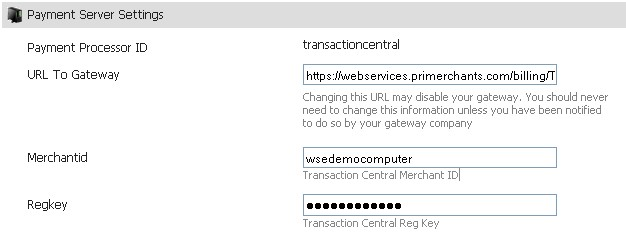 Payment Server Settings
Payment Processor ID transactioncentral
URL To Gateway https://webservices.primerchants.com/billing/T
Changing this URL may disable your gateway. You should never
need to change this information unless you have been notified
to do so by your gateway company
Merchantid wsedemocomputer
Transaction Central Merchant ID
Regkey ●●●●●●●●●●●●
Transaction Central Reg Key